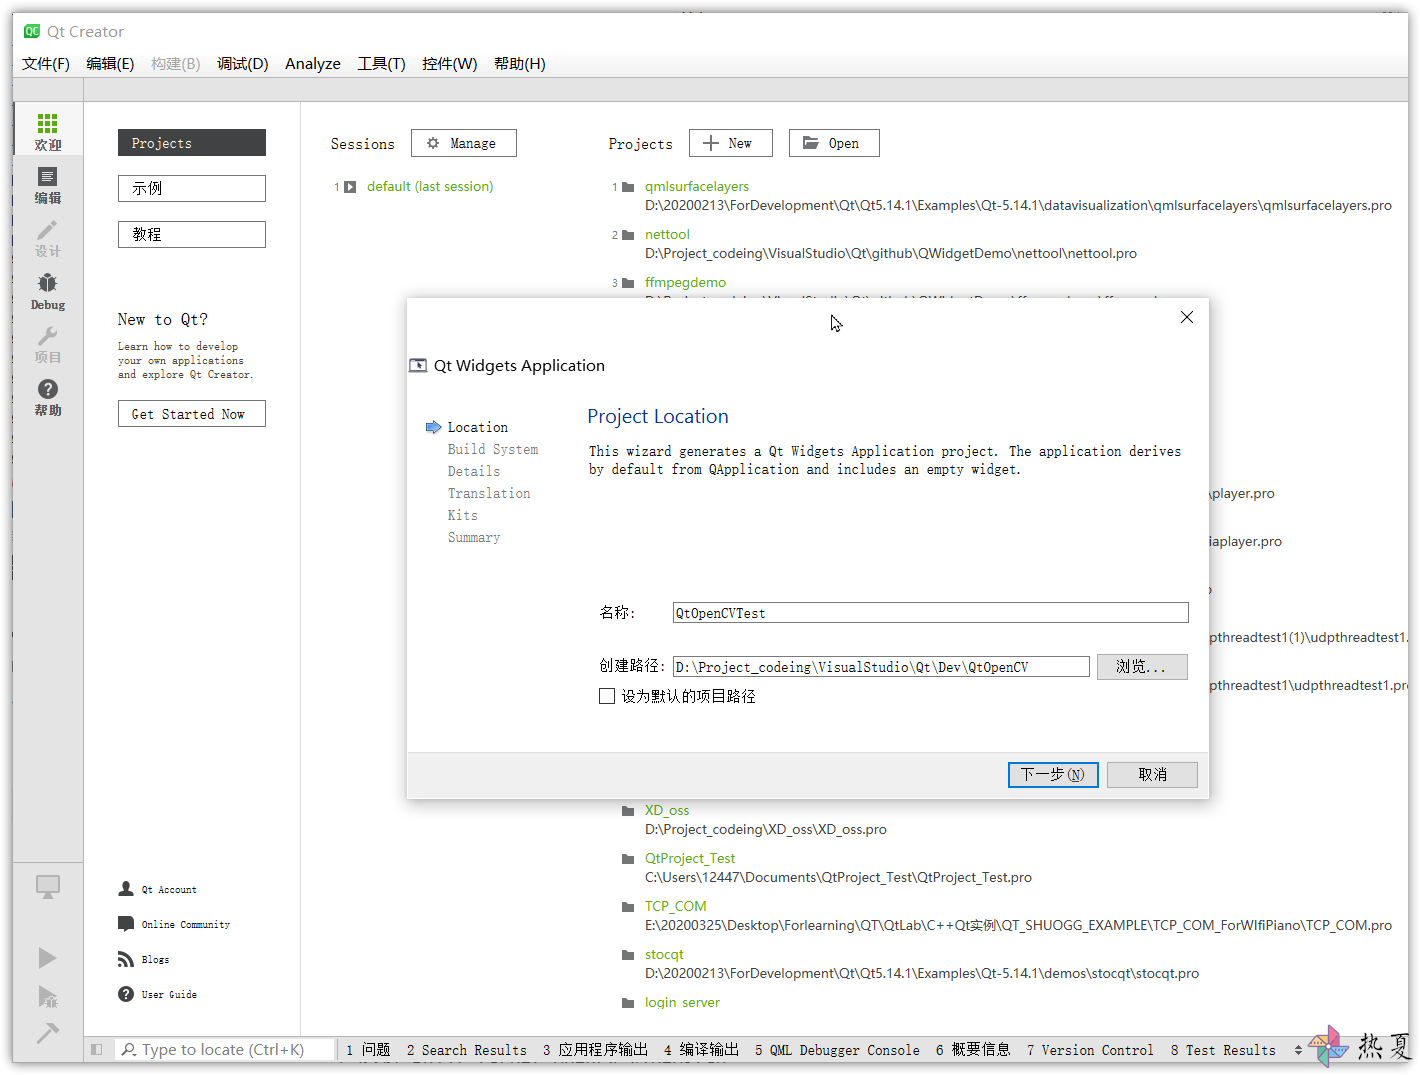 Qt Creator
文件(F) 编辑(E) 构建(B) 调试(D) Analyze 工具(T) 控件(W) 帮助(H)
欢迎
编辑
设计
Debug
项目
帮助
Projects
示例
教程
New to Qt?
Learn how to develop
your own applications
and explore Qt Creator.
Get Started Now
Qt Account
Online Community
Blogs
User Guide
Sessions Manage
1 default (last session)
Projects New Open
1 qmlsurfacelayers
D:\20200213\ForDevelopment\Qt\Qt5.14.1\Examples\Qt-5.14.1\datavisualization\qmlsurfacelayers\qmlsurfacelayers.pro
2 nettool
D:\Project_codeing\VisualStudio\Qt\github\QWidgetDemo\nettool\nettool.pro
3 ffmpegdemo
Qt Widgets Application
Location
Build System
Details
Translation
Kits
Summary
Project Location
This wizard generates a Qt Widgets Application project. The application derives
by default from QApplication and includes an empty widget.
名称: QtOpenCVTest
创建路径: D:\Project_codeing\VisualStudio\Qt\Dev\QtOpenCV 浏览...
设为默认的项目路径
下一步(N) 取消
\player.pro
iaplayer.pro
pthreadtest1(1)\udpthreadtest1.
pthreadtest1\udpthreadtest1.pr
XD_oss
D:\Project_codeing\XD_oss\XD_oss.pro
QtProject_Test
C:\Users\12447\Documents\QtProject_Test\QtProject_Test.pro
TCP_COM
E:\20200325\Desktop\Forlearning\QT\QtLab\C++Qt实例\QT_SHUOGG_EXAMPLE\TCP_COM_ForWIfiPiano\TCP_COM.pro
stocqt
D:\20200213\ForDevelopment\Qt\Qt5.14.1\Examples\Qt-5.14.1\demos\stocqt\stocqt.pro
login server
Type to locate (Ctrl+K) 1 问题 2 Search Results 3 应用程序输出 4 编译输出 5 QML Debugger Console 6 概要信息 7 Version Control 8 Test Results
热夏